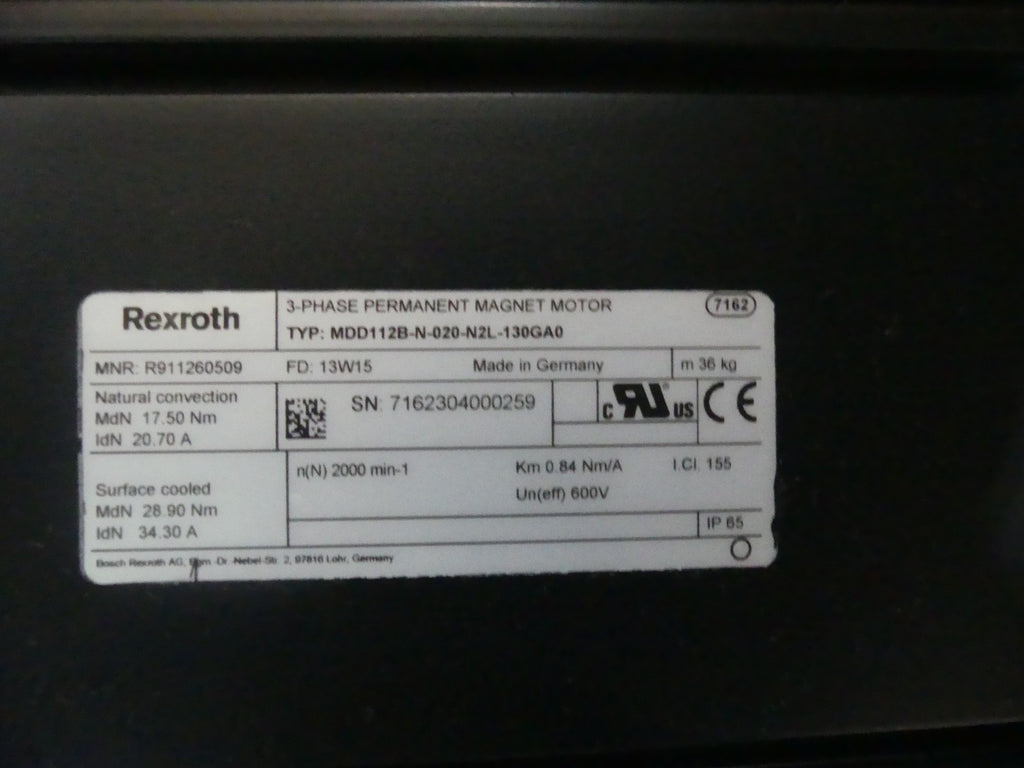 Rexroth
3-PHASE PERMANENT MAGNET MOTOR
7162
TYP: MDD112B-N-020-N2L-130GA0
MNR: R911260509
FD: 13W15
Made in Germany
m 36 kg
Natural convection
MdN 17.50 Nm
IdN 20.70 A
SN: 7162304000259
C RU US
CE
Surface cooled
MdN 28.90 Nm
IdN 34.30 A
n(N) 2000 min-1
Km 0.84 Nm/A
I.Cl. 155
Un(eff) 600V
IP 65
Bosch Rexroth AG, Dr.-Nebel-Str. 2, 97816 Lohr, Germany